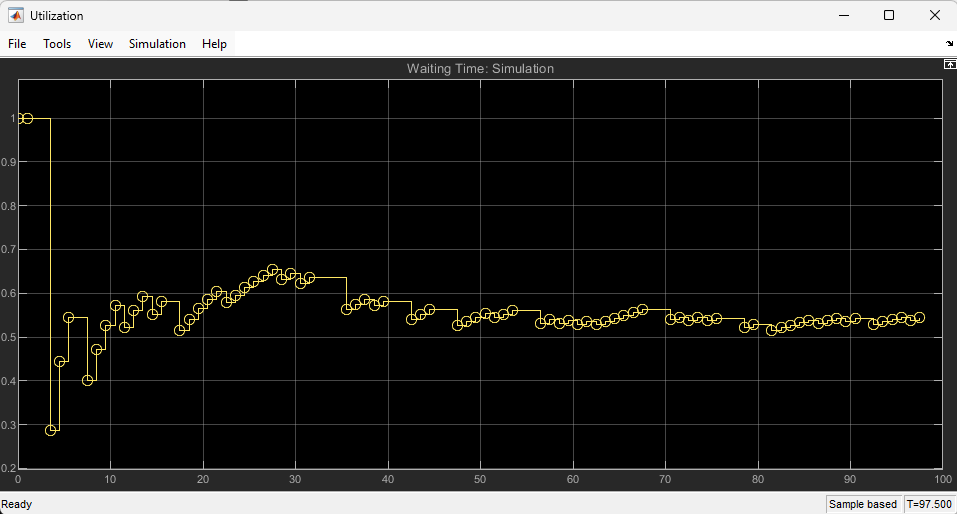 Utilization
File Tools View Simulation Help
Waiting Time: Simulation
1
0.9
0.8
0.7
0.6
0.5
0.4
0.3
0.2
0 10 20 30 40 50 60 70 80 90 100
Ready Sample based T=97.500